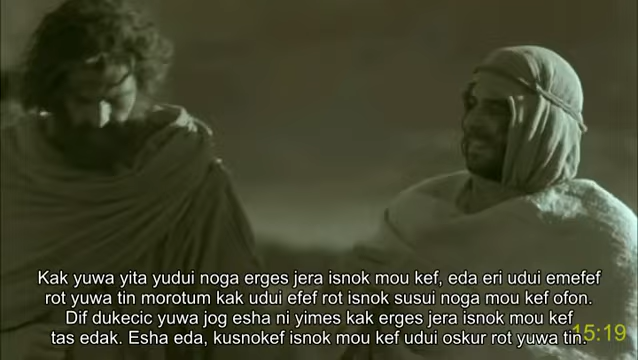 Kak yuwa yita yudui noga erges jera isnok mou kef, eda eri udui emefef
rot yuwa tin morotum kak udui efef rot isnok susui noga mou kef ofon.
Dif dukecic yuwa jog esha ni yimes kak erges jera isnok mou kef
tas edak. Esha eda, kusnokef isnok mou kef udui oskur rot yuwa tin.
15:19